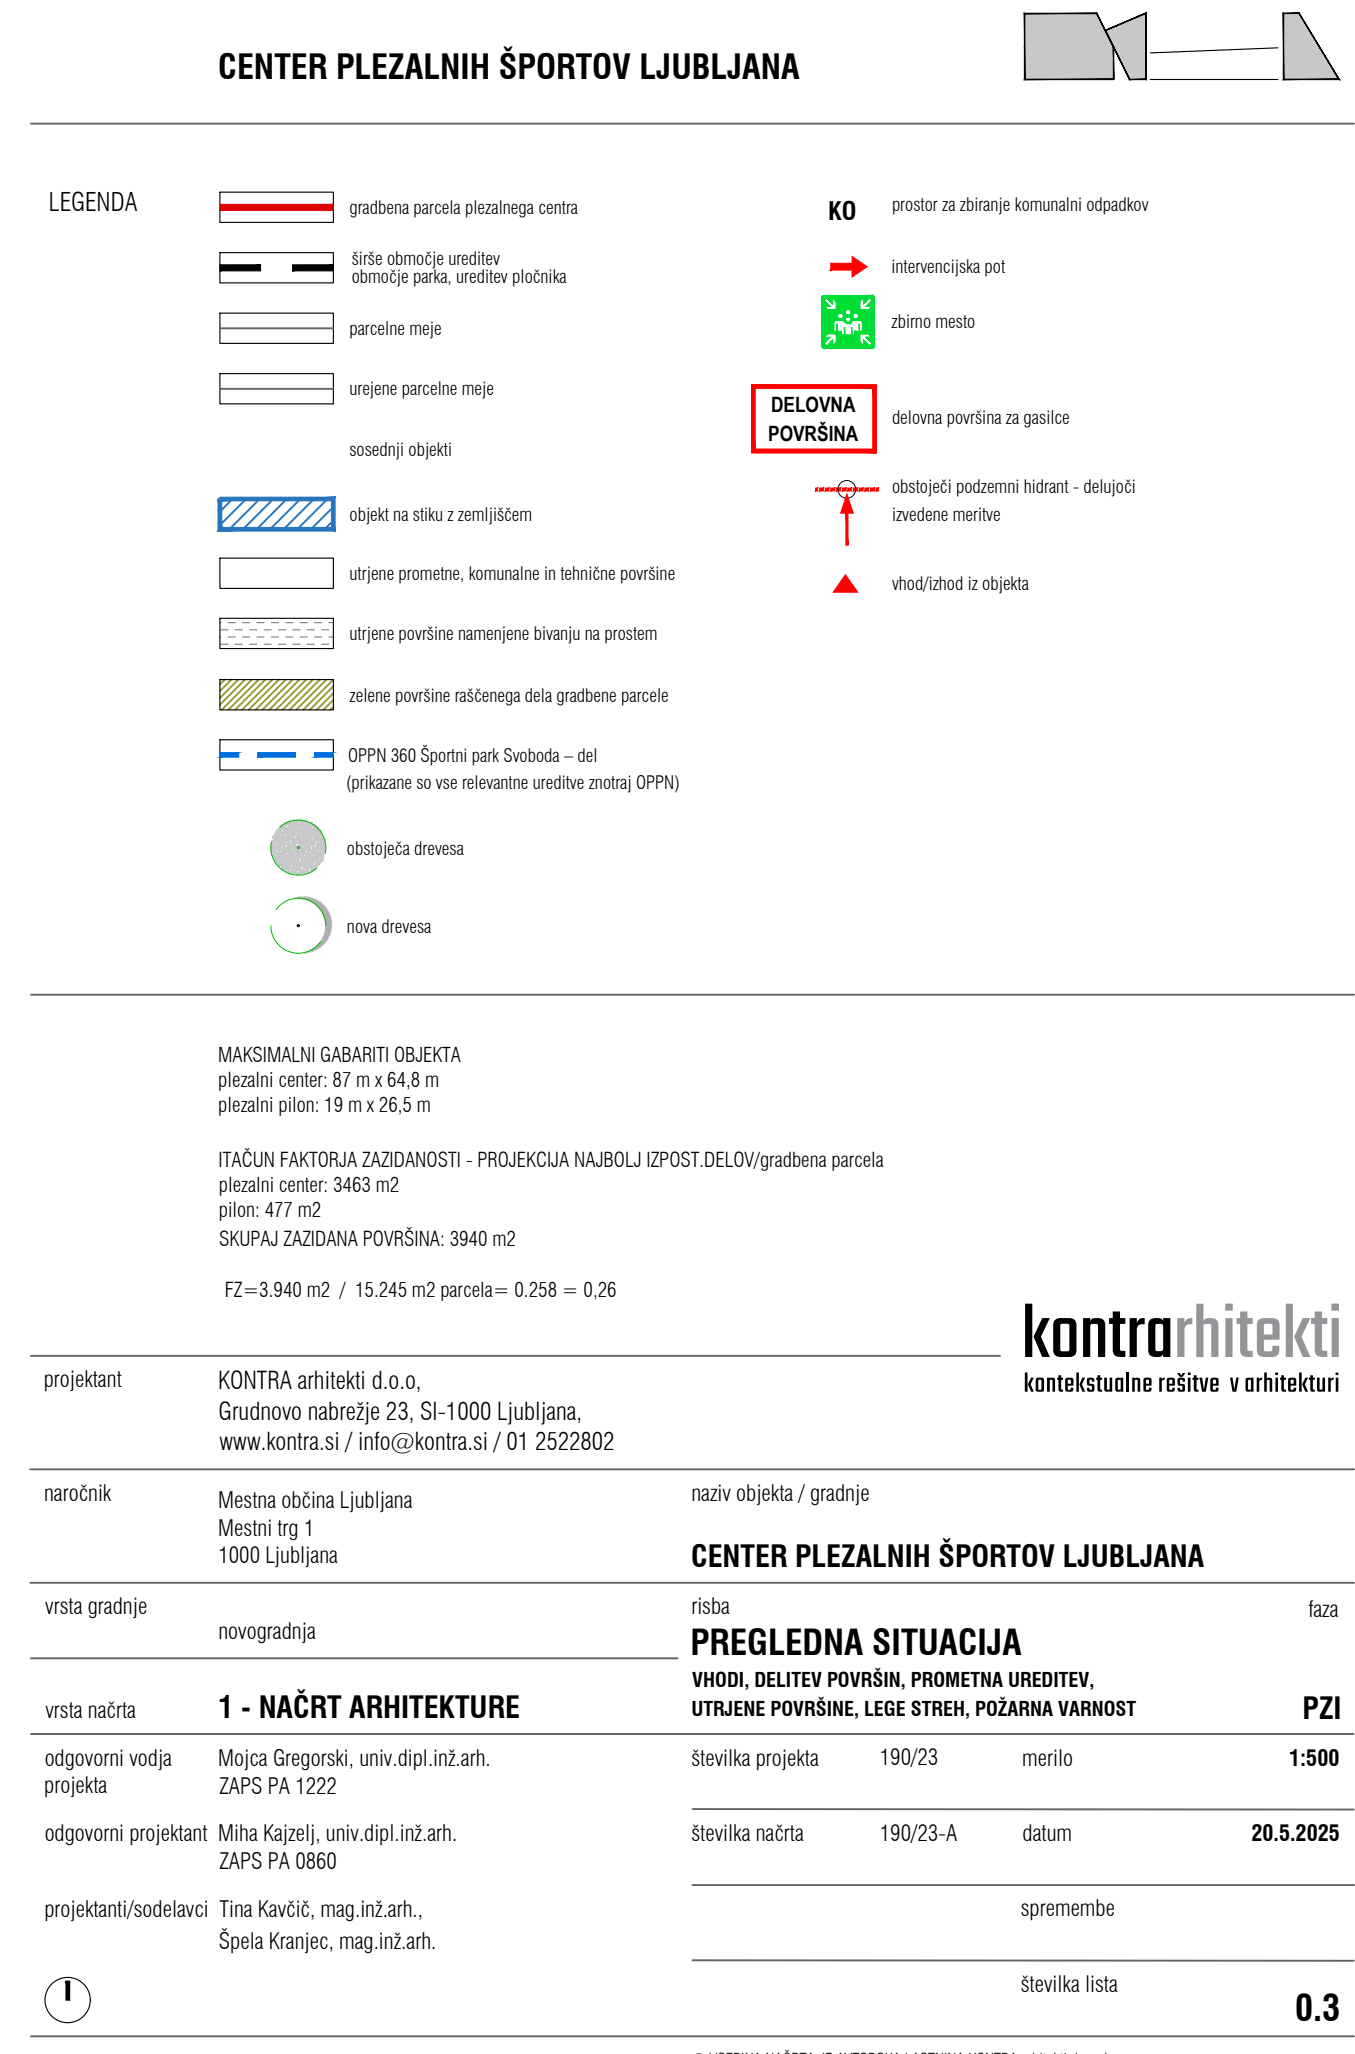 CENTER PLEZALNIH ŠPORTOV LJUBLJANA
LEGENDA
gradbena parcela plezalnega centra
širše območje ureditev
območje parka, ureditev pločnika
parcelne meje
urejene parcelne meje
sosednji objekti
objekt na stiku z zemljiščem
utrjene prometne, komunalne in tehnične površine
utrjene površine namenjene bivanju na prostem
zelene površine raščenega dela gradbene parcele
OPPN 360 Športni park Svoboda – del
(prikazane so vse relevantne ureditve znotraj OPPN)
obstoječa drevesa
nova drevesa
KO prostor za zbiranje komunalni odpadkov
intervencijska pot
zbirno mesto
DELOVNA
POVRŠINA
delovna površina za gasilce
obstoječi podzemni hidrant - delujoči
izvedene meritve
vhod/izhod iz objekta
MAKSIMALNI GABARITI OBJEKTA
plezalni center: 87 m x 64,8 m
plezalni pilon: 19 m x 26,5 m
ITAČUN FAKTORJA ZAZIDANOSTI - PROJEKCIJA NAJBOLJ IZPOST.DELOV/gradbena parcela
plezalni center: 3463 m2
pilon: 477 m2
SKUPAJ ZAZIDANA POVRŠINA: 3940 m2
FZ=3.940 m2 / 15.245 m2 parcela= 0.258 = 0,26
kontrarhitekti
kontekstualne rešitve v arhitekturi
projektant
KONTRA arhitekti d.o.o,
Grudnovo nabrežje 23, SI-1000 Ljubljana,
www.kontra.si / info@kontra.si / 01 2522802
naročnik
Mestna občina Ljubljana
Mestni trg 1
1000 Ljubljana
naziv objekta / gradnje
CENTER PLEZALNIH ŠPORTOV LJUBLJANA
vrsta gradnje
novogradnja
risba
faza
PREGLEDNA SITUACIJA
VHODI, DELITEV POVRŠIN, PROMETNA UREDITEV,
UTRJENE POVRŠINE, LEGE STREH, POŽARNA VARNOST
PZI
vrsta načrta
1 - NAČRT ARHITEKTURE
odgovorni vodja
projekta
Mojca Gregorski, univ.dipl.inž.arh.
ZAPS PA 1222
številka projekta 190/23 merilo 1:500
odgovorni projektant
Miha Kajzelj, univ.dipl.inž.arh.
ZAPS PA 0860
številka načrta 190/23-A datum 20.5.2025
projektanti/sodelavci
Tina Kavčič, mag.inž.arh.,
Špela Kranjec, mag.inž.arh.
spremembe
številka lista
0.3